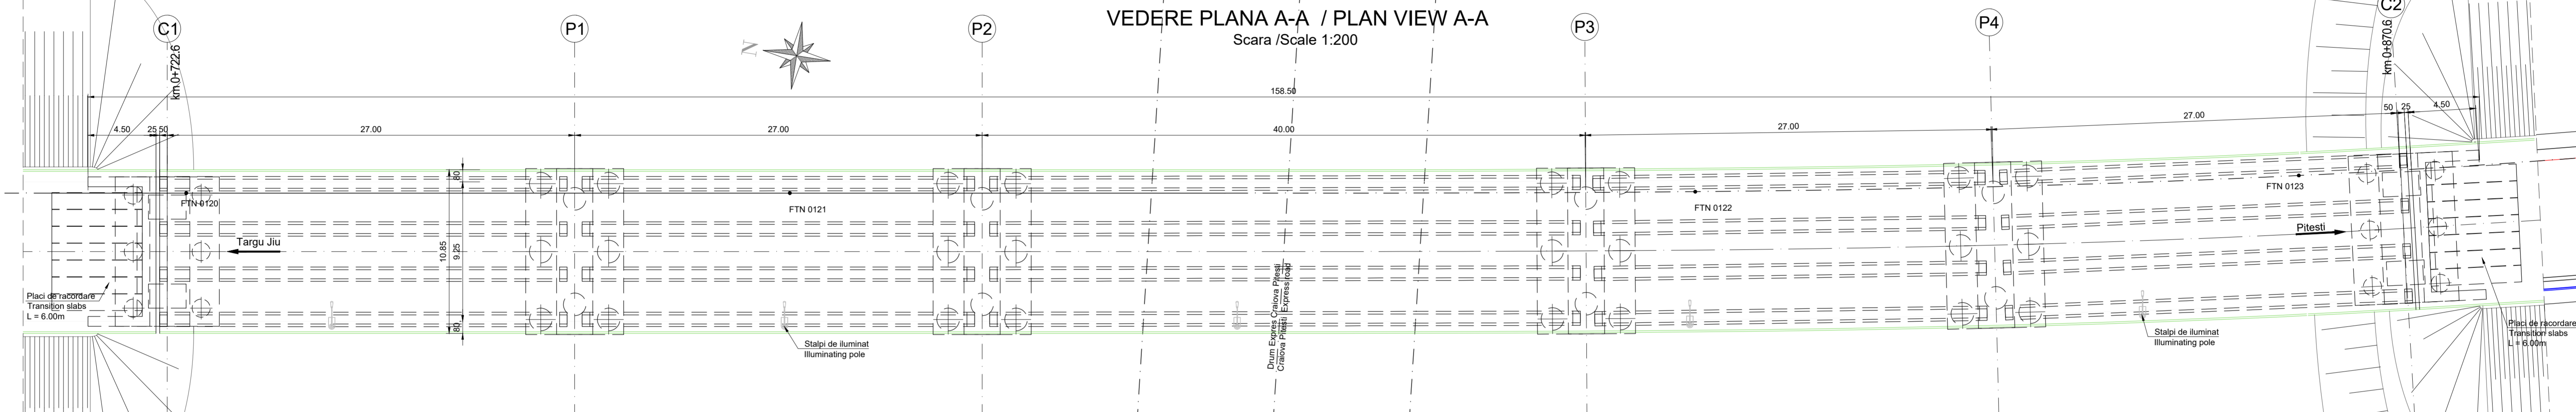 VEDERE PLANA A-A / PLAN VIEW A-A
Scara /Scale 1:200
C1
P1
P2
P3
P4
C2
km.0+722.6
km 0+870.6
N
158.50
4.50
25
50
27.00
27.00
40.00
27.00
27.00
50
25
4.50
80
10.85
9.25
80
FTN 0120
FTN 0121
FTN 0122
FTN 0123
Targu Jiu
Pitesti
Placi de racordare
Transition slabs
L = 6.00m
Stalpi de iluminat
Illuminating pole
Drum Expres Craiova Pitesti
Craiova Pitesti Express road
Stalpi de iluminat
Illuminating pole
Placi de racordare
Transition slabs
L = 6.00m